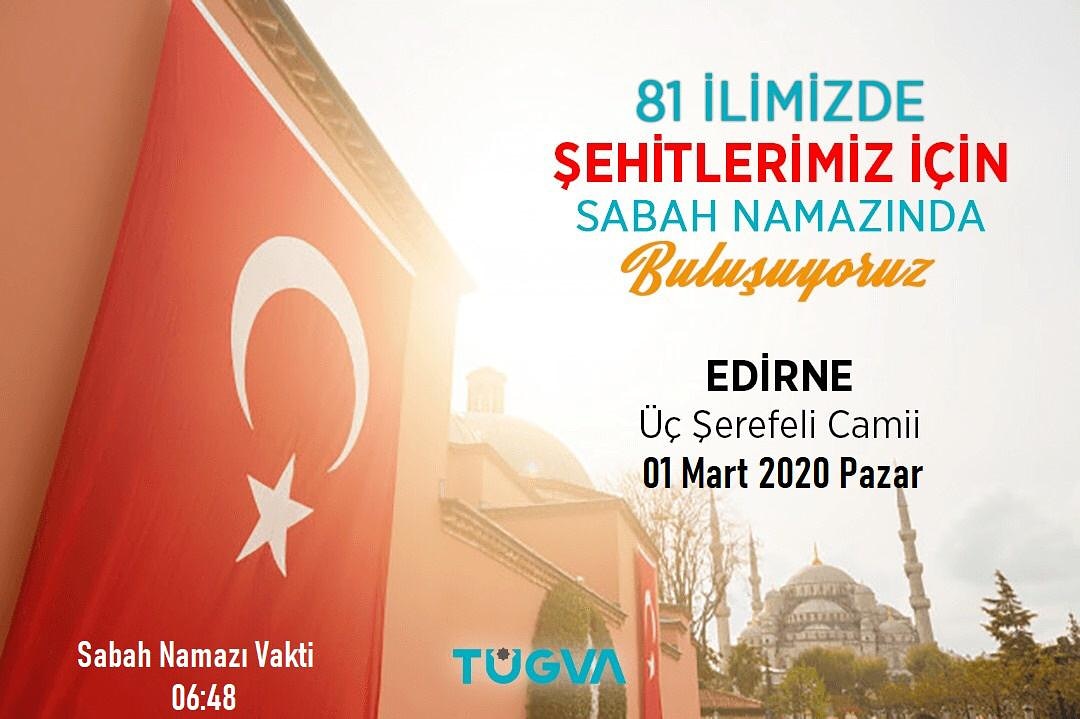 81 İLİMİZDE
ŞEHİTLERİMİZ İÇİN
SABAH NAMAZINDA
Buluşuyoruz
EDİRNE
Üç Şerefeli Camii
01 Mart 2020 Pazar
Sabah Namazı Vakti
06:48
TÜGVA